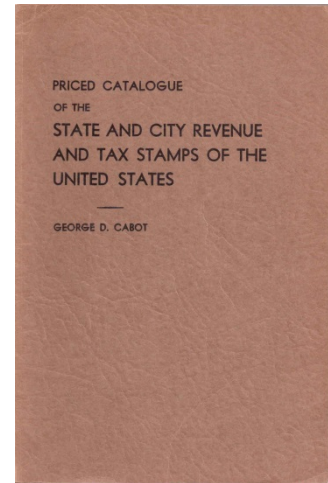 PRICED CATALOGUE
OF THE
STATE AND CITY REVENUE
AND TAX STAMPS OF THE
UNITED STATES
GEORGE D. CABOT